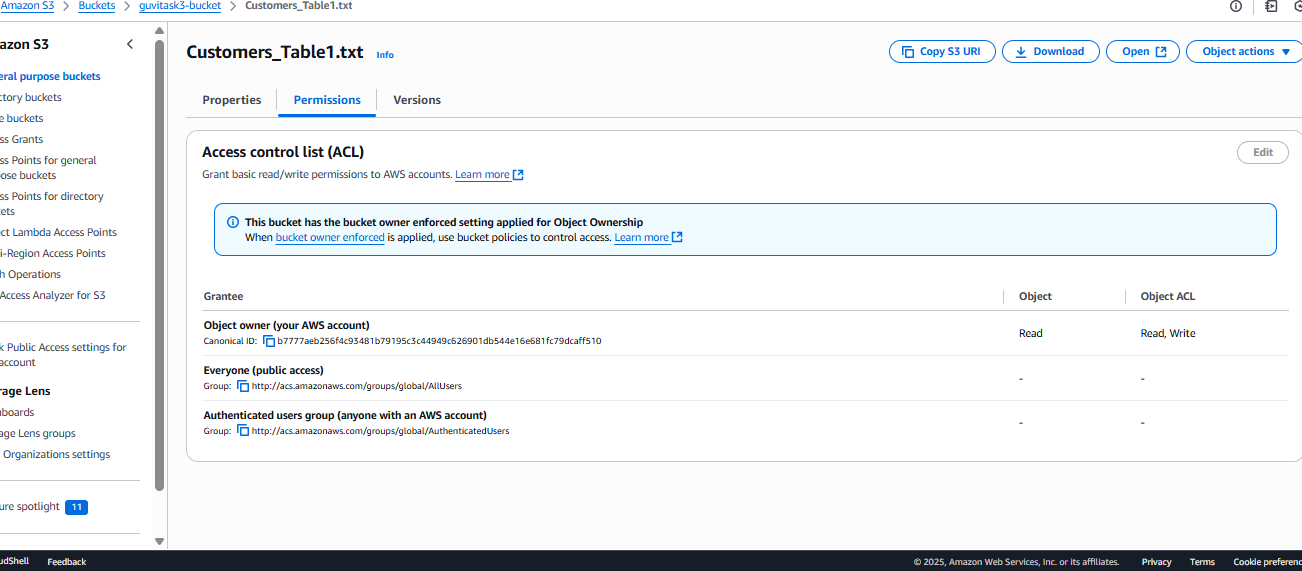 Amazon S3 > Buckets > guvitask3-bucket > Customers_Table1.txt
azon S3
eral purpose buckets
ctory buckets
e buckets
ss Grants
ss Points for general
ose buckets
ss Points for directory
ets
ect Lambda Access Points
i-Region Access Points
h Operations
Access Analyzer for S3
k Public Access settings for
account
rage Lens
boards
age Lens groups
Organizations settings
ure spotlight 11
Customers_Table1.txt Info
Copy S3 URI Download Open Object actions
Properties Permissions Versions
Access control list (ACL)
Edit
Grant basic read/write permissions to AWS accounts. Learn more
This bucket has the bucket owner enforced setting applied for Object Ownership
When bucket owner enforced is applied, use bucket policies to control access. Learn more
Grantee Object Object ACL
Object owner (your AWS account)
Canonical ID: b7777aeb256f4c93481b79195c3c44949c626901db544e16e681fc79dcaff510
Read Read, Write
Everyone (public access)
Group: http://acs.amazonaws.com/groups/global/AllUsers
- -
Authenticated users group (anyone with an AWS account)
Group: http://acs.amazonaws.com/groups/global/AuthenticatedUsers
- -
udShell Feedback © 2025, Amazon Web Services, Inc. or its affiliates. Privacy Terms Cookie preferenc